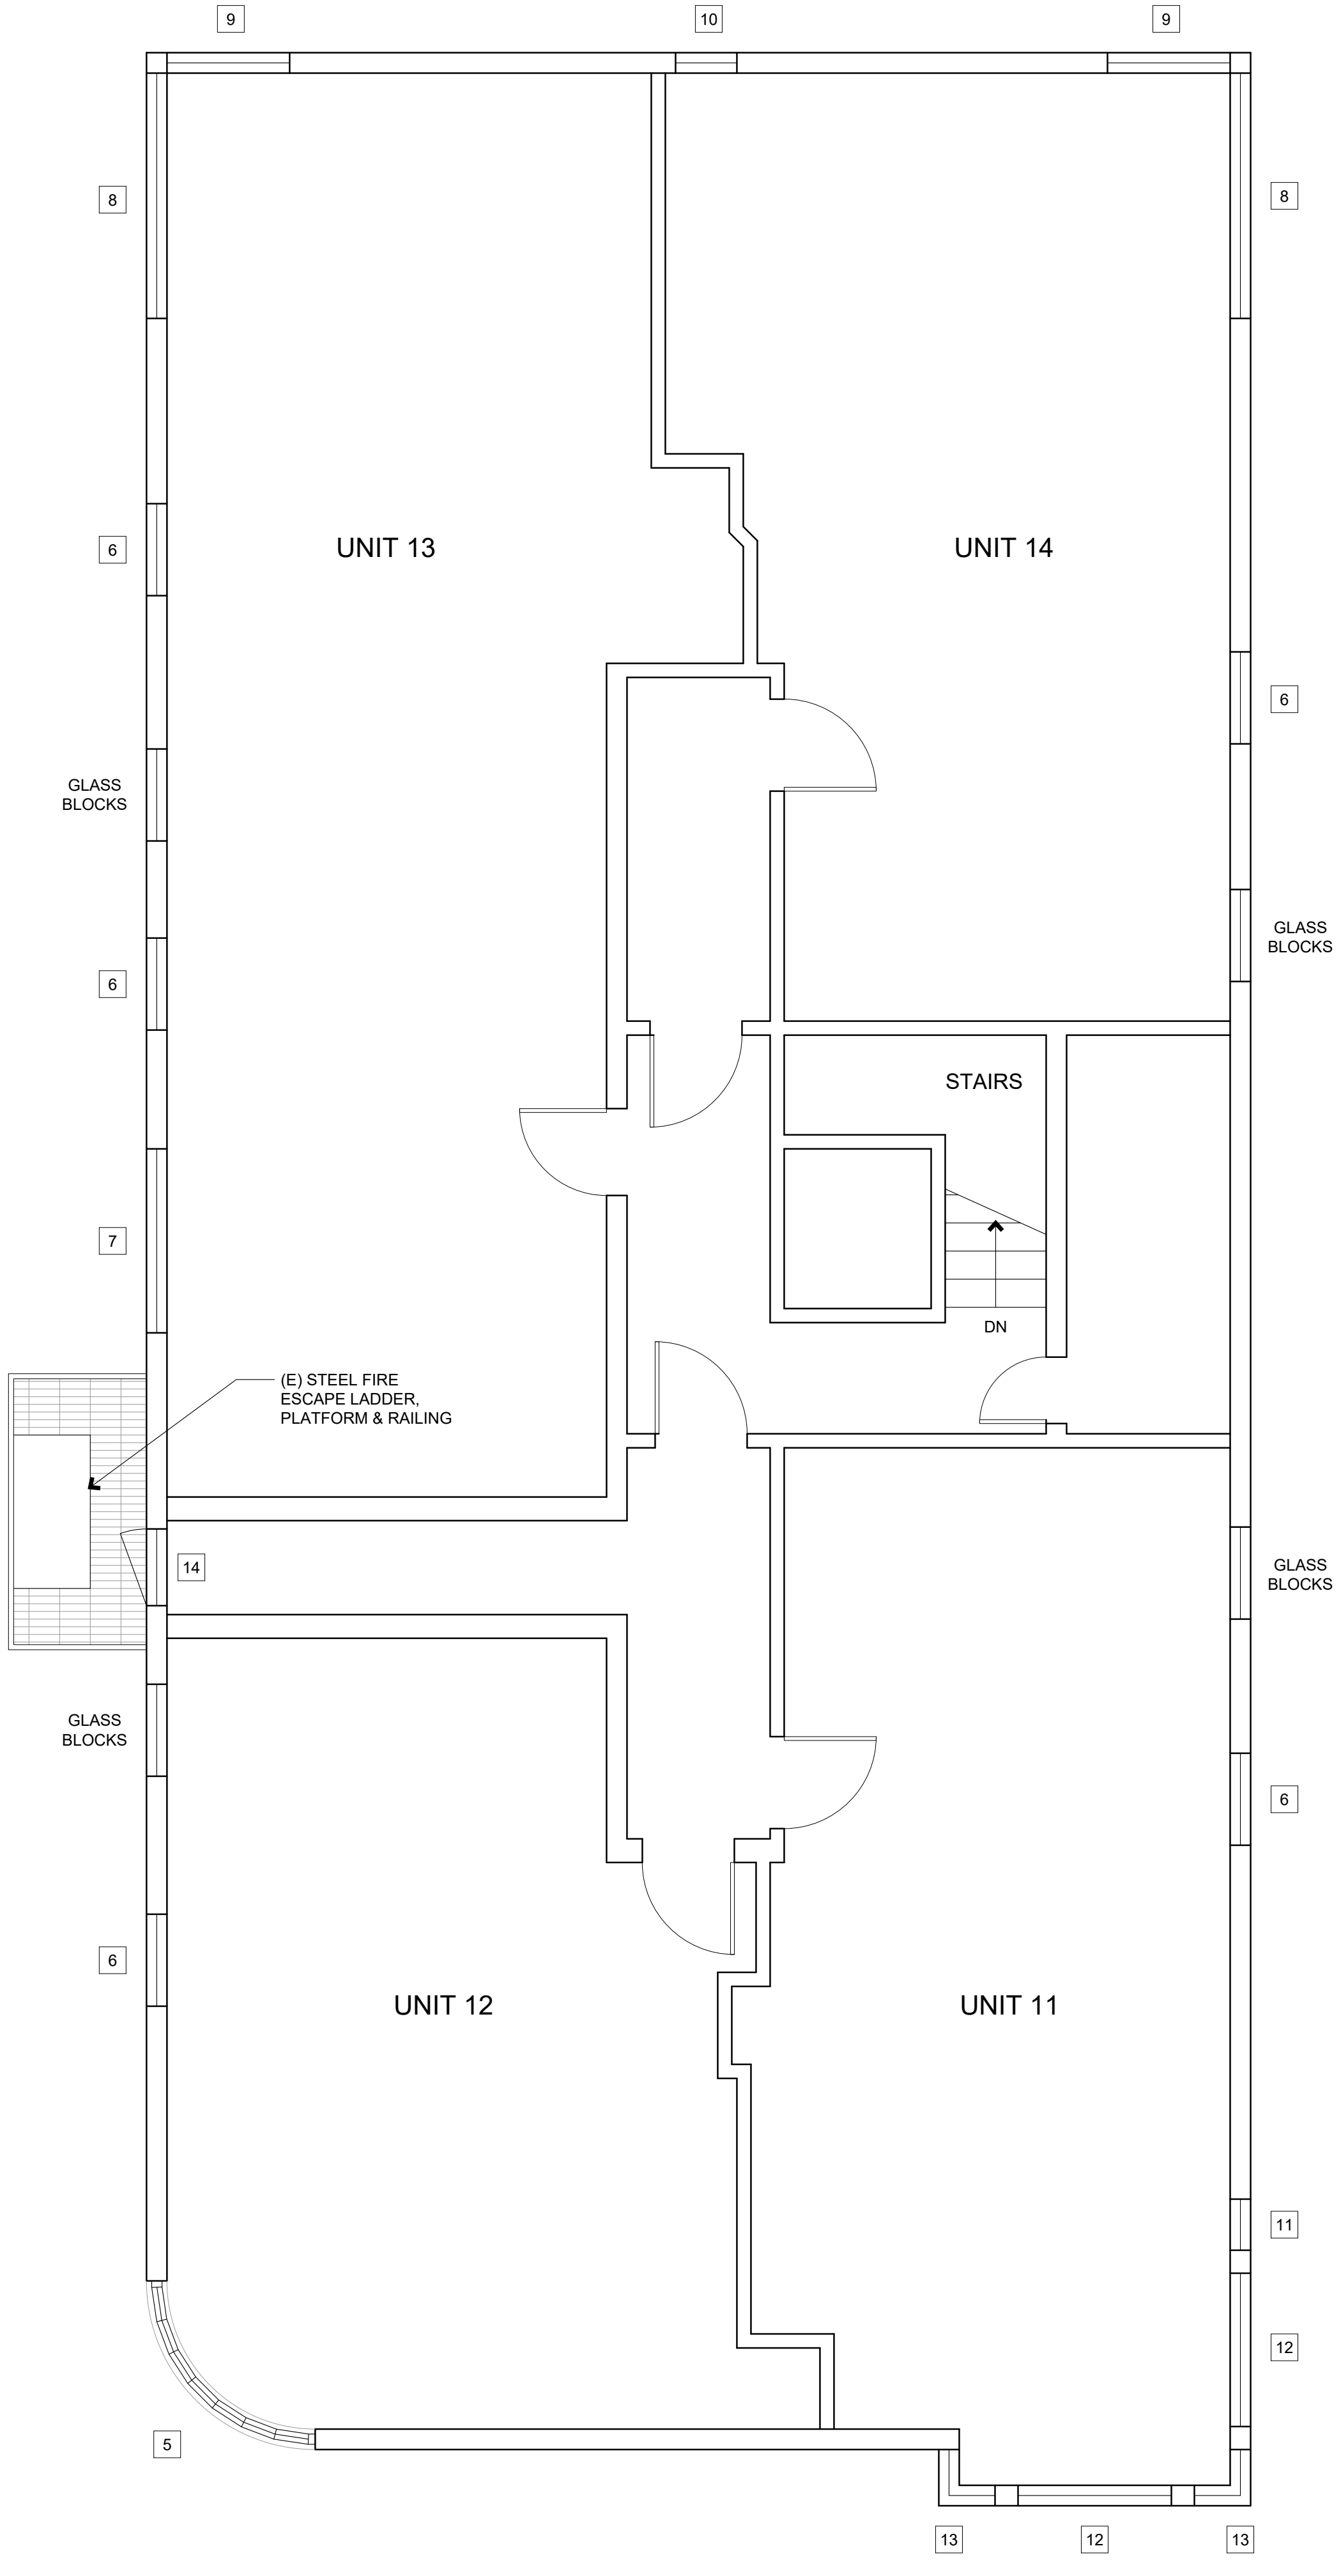 9
10
9
8
8
UNIT 13
UNIT 14
6
6
GLASS
BLOCKS
GLASS
BLOCKS
6
STAIRS
7
DN
(E) STEEL FIRE
ESCAPE LADDER,
PLATFORM & RAILING
14
GLASS
BLOCKS
GLASS
BLOCKS
6
6
UNIT 12
UNIT 11
11
12
5
13
12
13